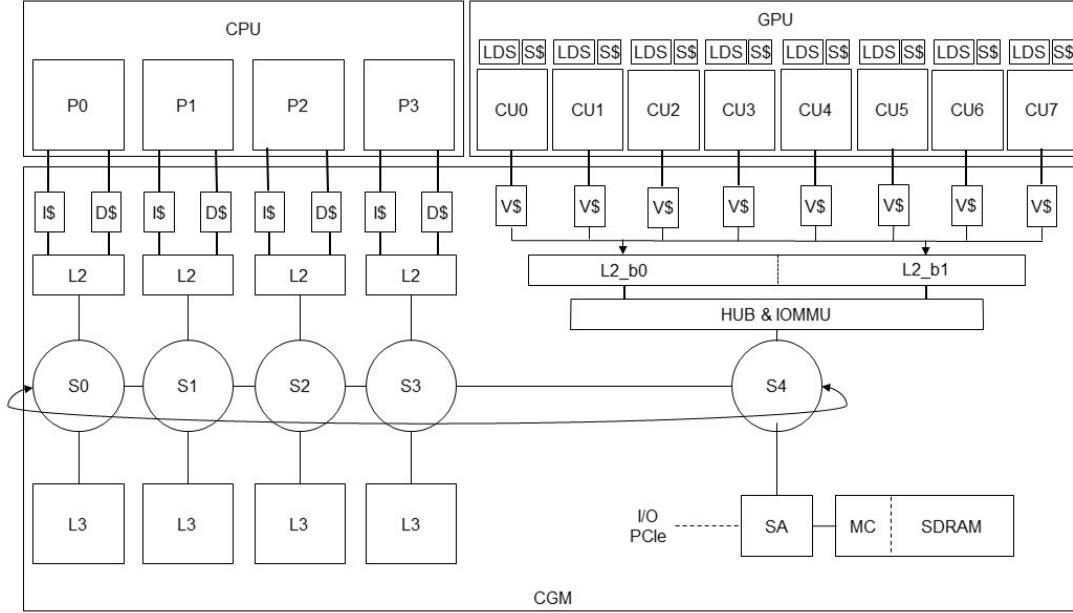 CPU
GPU
LDS S$ LDS S$ LDS S$ LDS S$ LDS S$ LDS S$ LDS S$ LDS S$
P0 P1 P2 P3
CU0 CU1 CU2 CU3 CU4 CU5 CU6 CU7
I$ D$ I$ D$ I$ D$ I$ D$
V$ V$ V$ V$ V$ V$ V$ V$
L2 L2 L2 L2
L2_b0 L2_b1
HUB & IOMMU
S0 S1 S2 S3 S4
L3 L3 L3 L3
I/O
PCIe
SA MC SDRAM
CGM